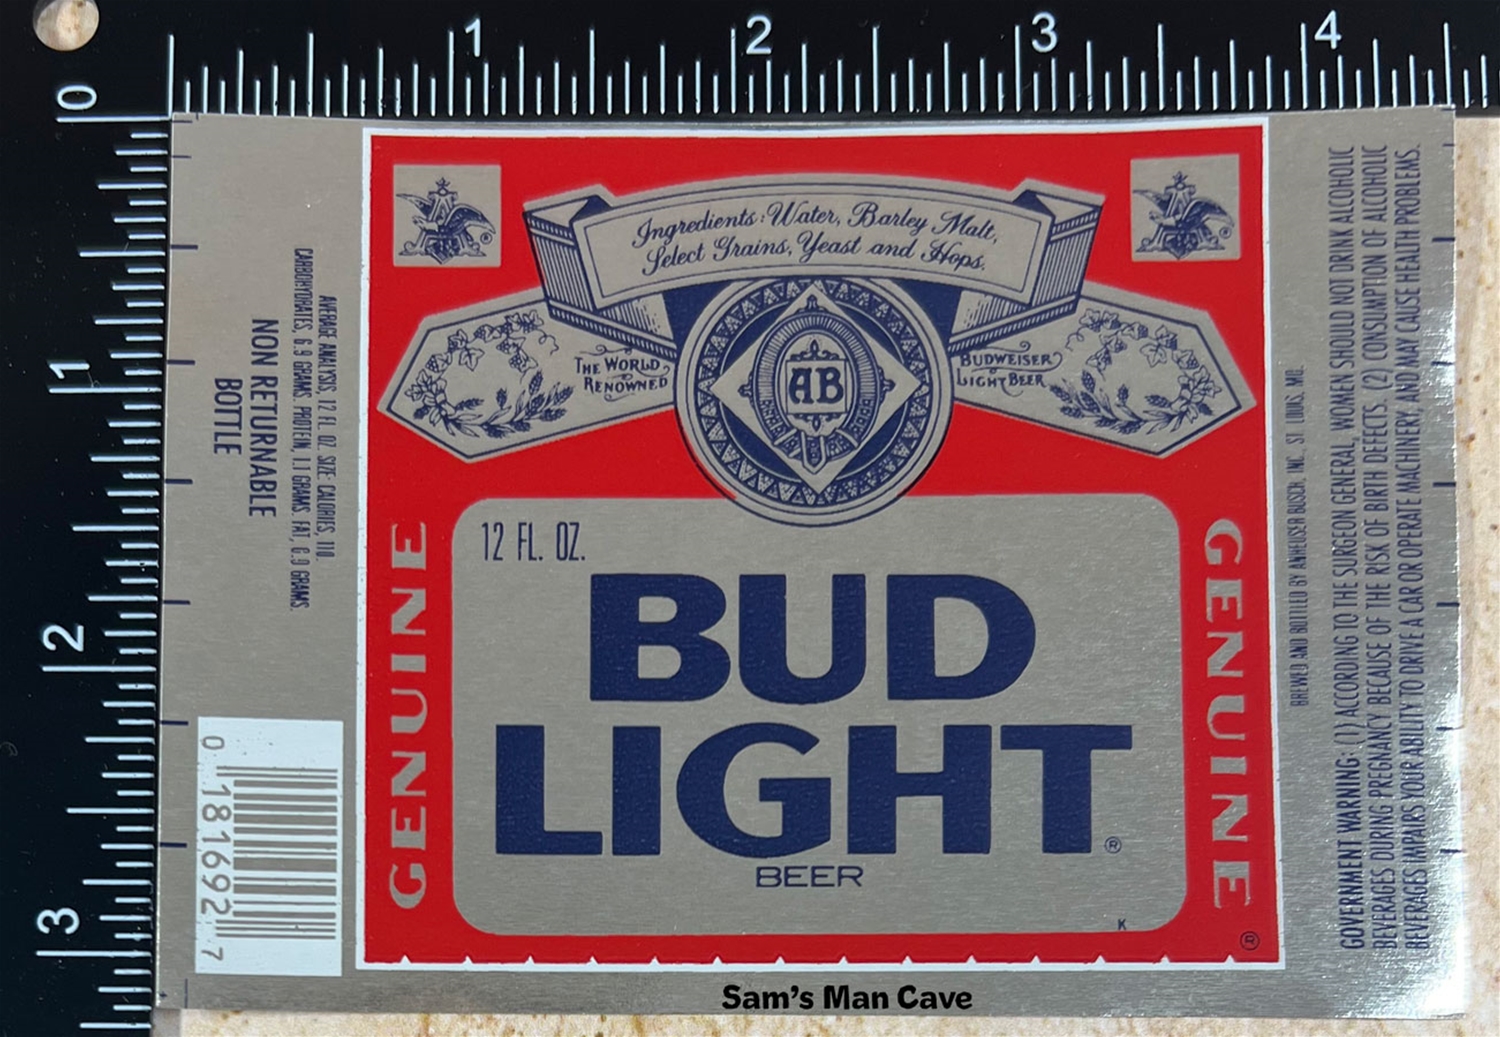 1 2 3 4
0
1
2
3
Ingredients: Water, Barley Malt,
Select Grains, Yeast and Hops.
THE WORLD
RENOWNED
BUDWEISER
LIGHT BEER
AB
12 FL. OZ.
BUD
LIGHT®
BEER
K
®
GENUINE
GENUINE
AVERAGE ANALYSIS, 12 FL. OZ. SIZE: CALORIES, 110.
CARBOHYDRATES, 6.9 GRAMS. PROTEIN, 1.1 GRAMS. FAT, 0.0 GRAMS.
NON RETURNABLE
BOTTLE
0 181692 7
BREWED AND BOTTLED BY ANHEUSER BUSCH, INC., ST. LOUIS, MO.
GOVERNMENT WARNING: (1) ACCORDING TO THE SURGEON GENERAL, WOMEN SHOULD NOT DRINK ALCOHOLIC
BEVERAGES DURING PREGNANCY BECAUSE OF THE RISK OF BIRTH DEFECTS. (2) CONSUMPTION OF ALCOHOLIC
BEVERAGES IMPAIRS YOUR ABILITY TO DRIVE A CAR OR OPERATE MACHINERY, AND MAY CAUSE HEALTH PROBLEMS.
Sam's Man Cave